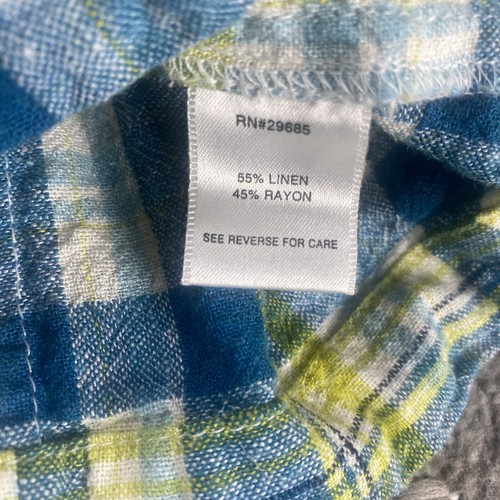 RN#29685
55% LINEN
45% RAYON
SEE REVERSE FOR CARE